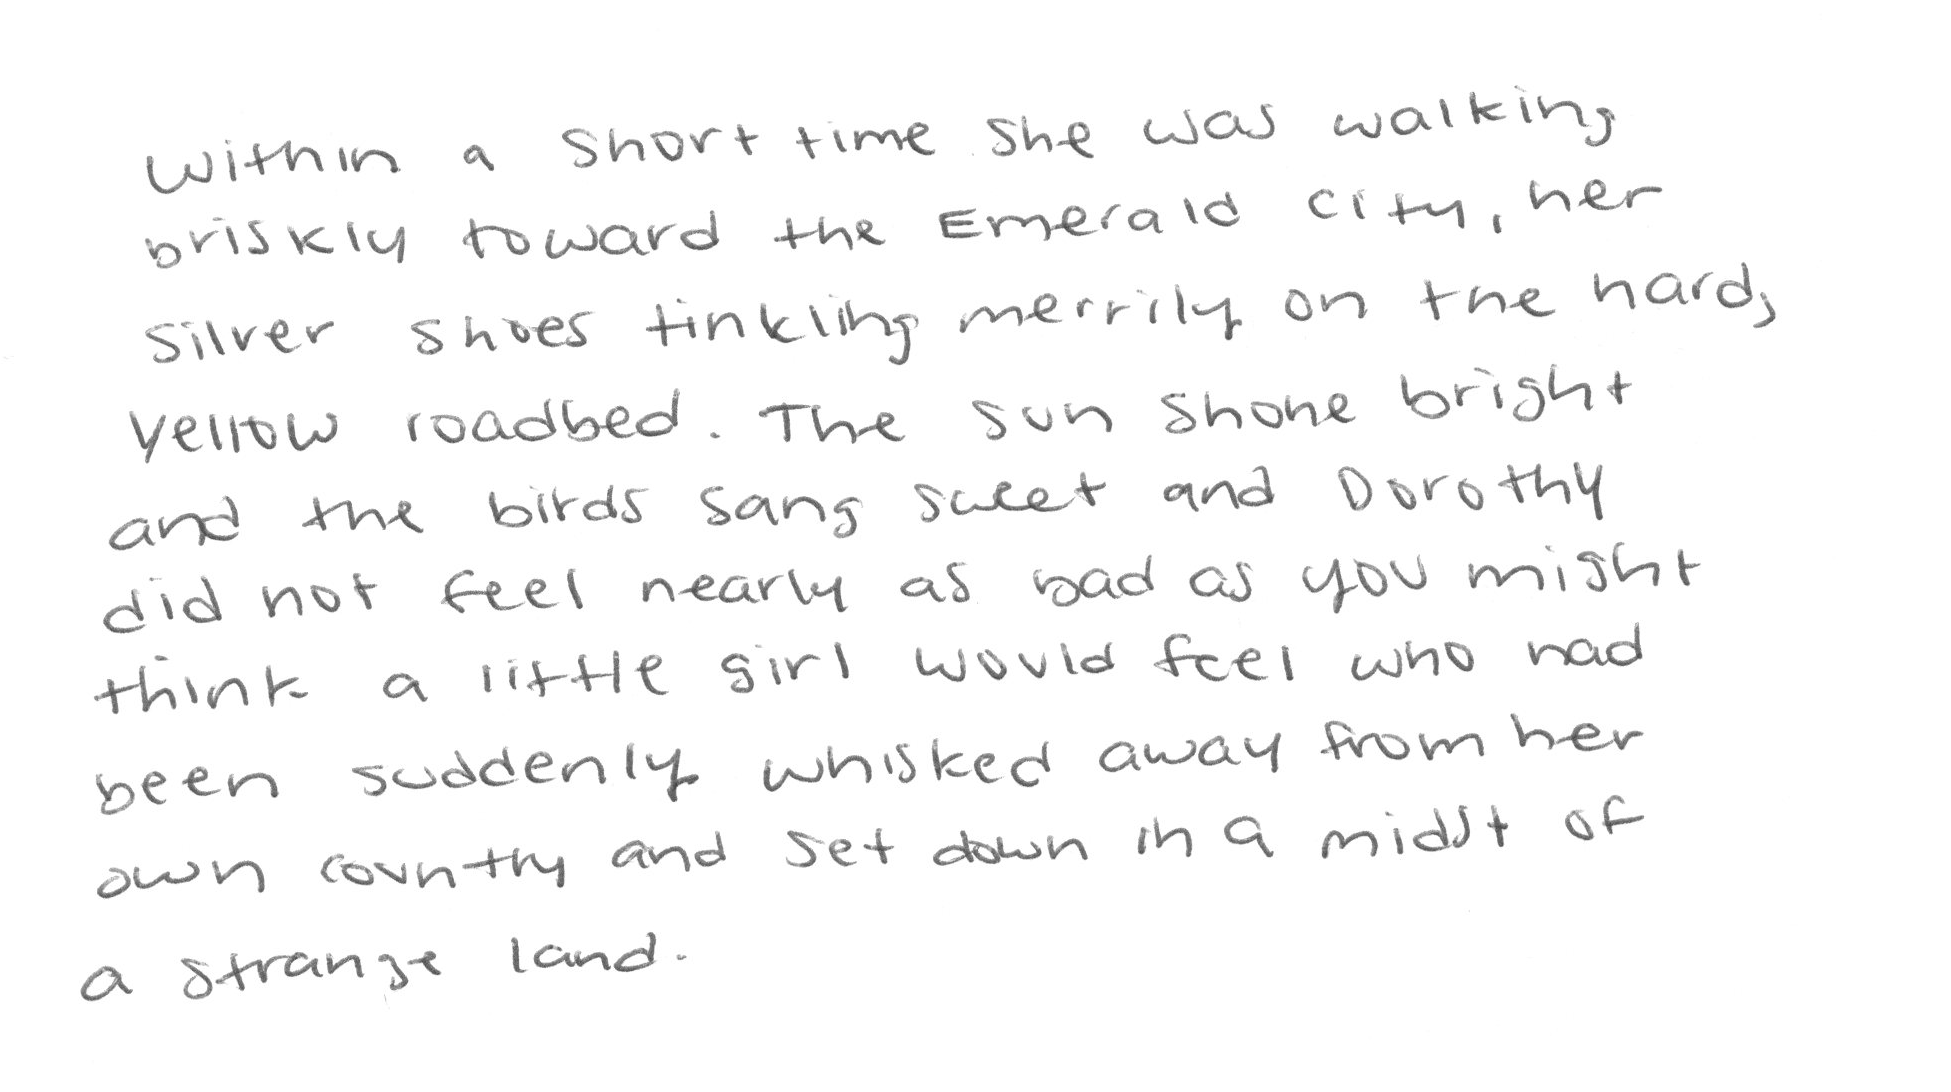 Within a short time she was walking
briskly toward the Emerald City, her
Silver shoes tinkling merrily on the hard,
yellow roadbed. The sun shone bright
and the birds sang sweet and Dorothy
did not feel nearly as bad as you might
think a little girl would feel who had
been suddenly whisked away from her
own country and set down in a midst of
a strange land.